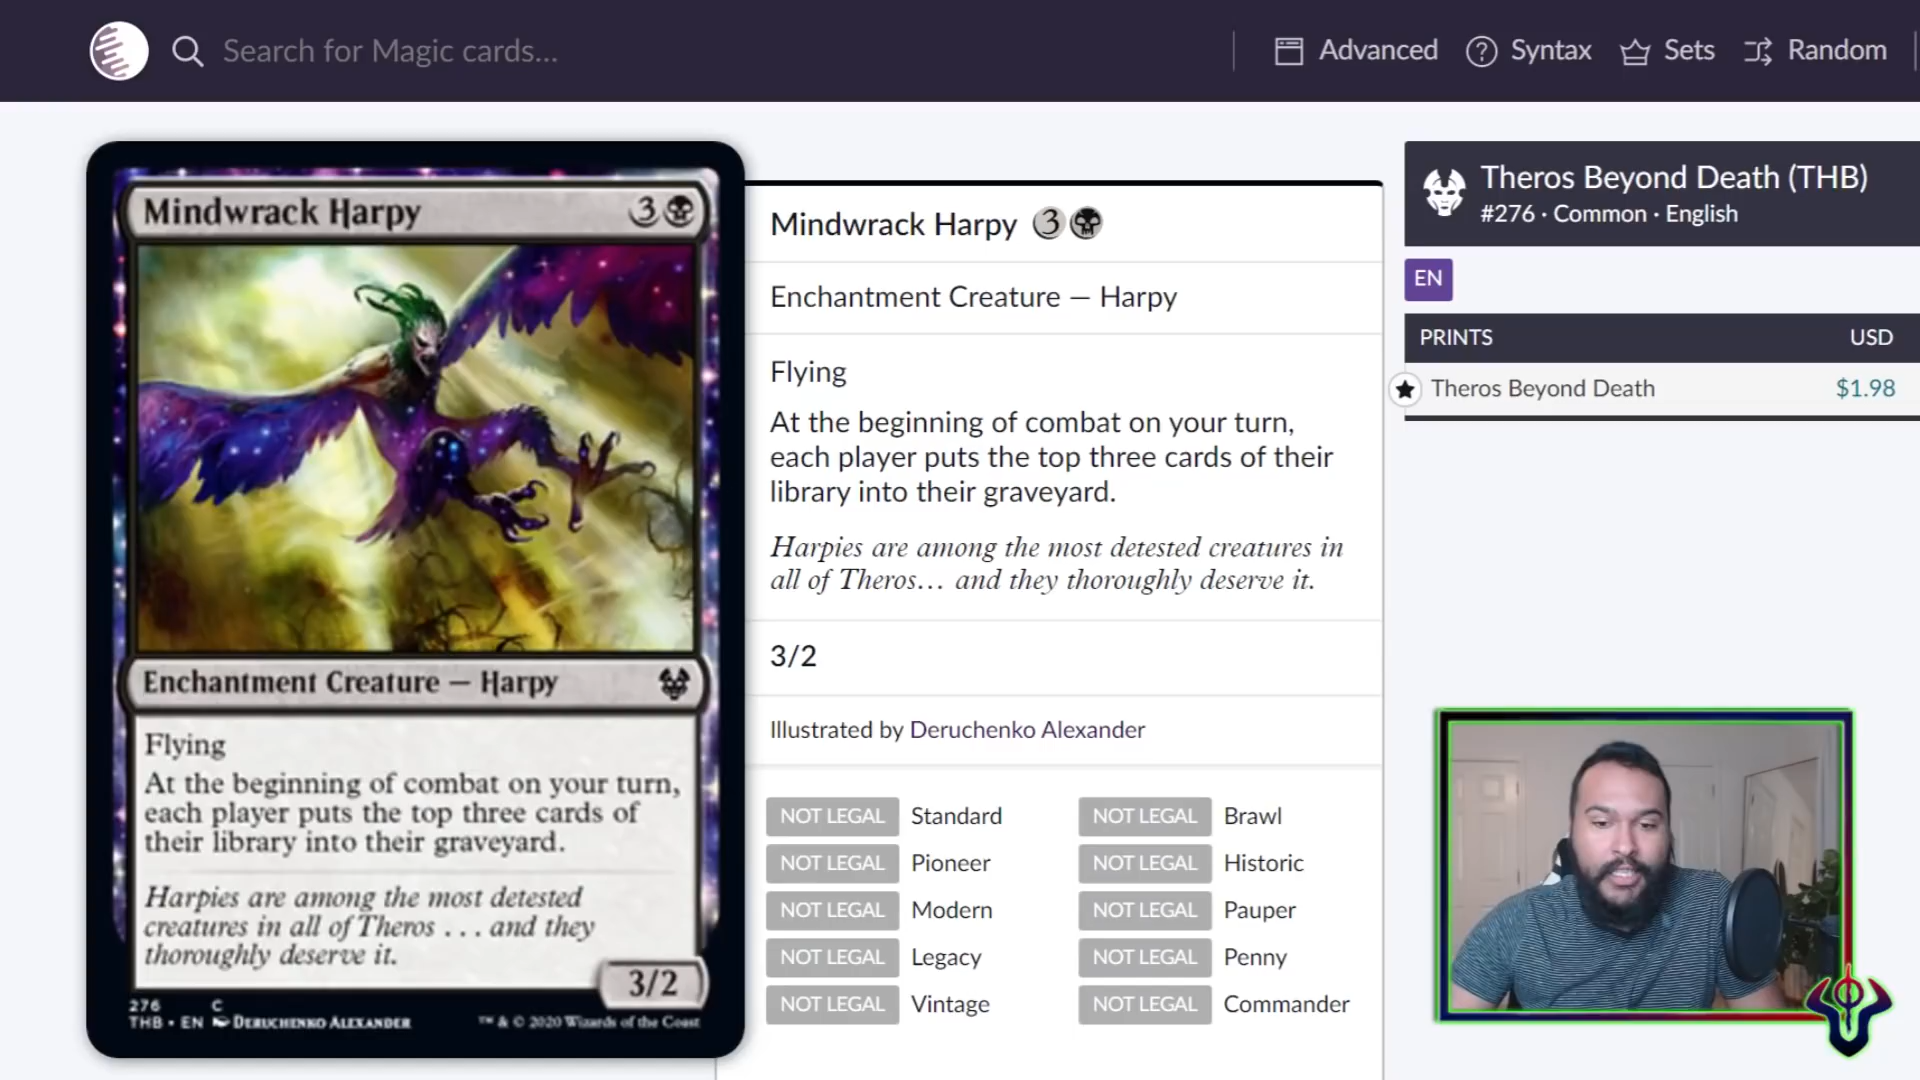 Search for Magic cards...
Advanced
Syntax
Sets
Random
Mindwrack Harpy 3
Enchantment Creature — Harpy
Flying
At the beginning of combat on your turn,
each player puts the top three cards of
their library into their graveyard.
Harpies are among the most detested
creatures in all of Theros . . . and they
thoroughly deserve it.
3/2
276 C
THB • EN DERUCHENKO ALEXANDER
™ & © 2020 Wizards of the Coast
Mindwrack Harpy 3
Enchantment Creature — Harpy
Flying
At the beginning of combat on your turn,
each player puts the top three cards of their
library into their graveyard.
Harpies are among the most detested creatures in
all of Theros… and they thoroughly deserve it.
3/2
Illustrated by Deruchenko Alexander
NOT LEGAL Standard NOT LEGAL Brawl
NOT LEGAL Pioneer NOT LEGAL Historic
NOT LEGAL Modern NOT LEGAL Pauper
NOT LEGAL Legacy NOT LEGAL Penny
NOT LEGAL Vintage NOT LEGAL Commander
Theros Beyond Death (THB)
#276 · Common · English
EN
PRINTS USD
Theros Beyond Death $1.98